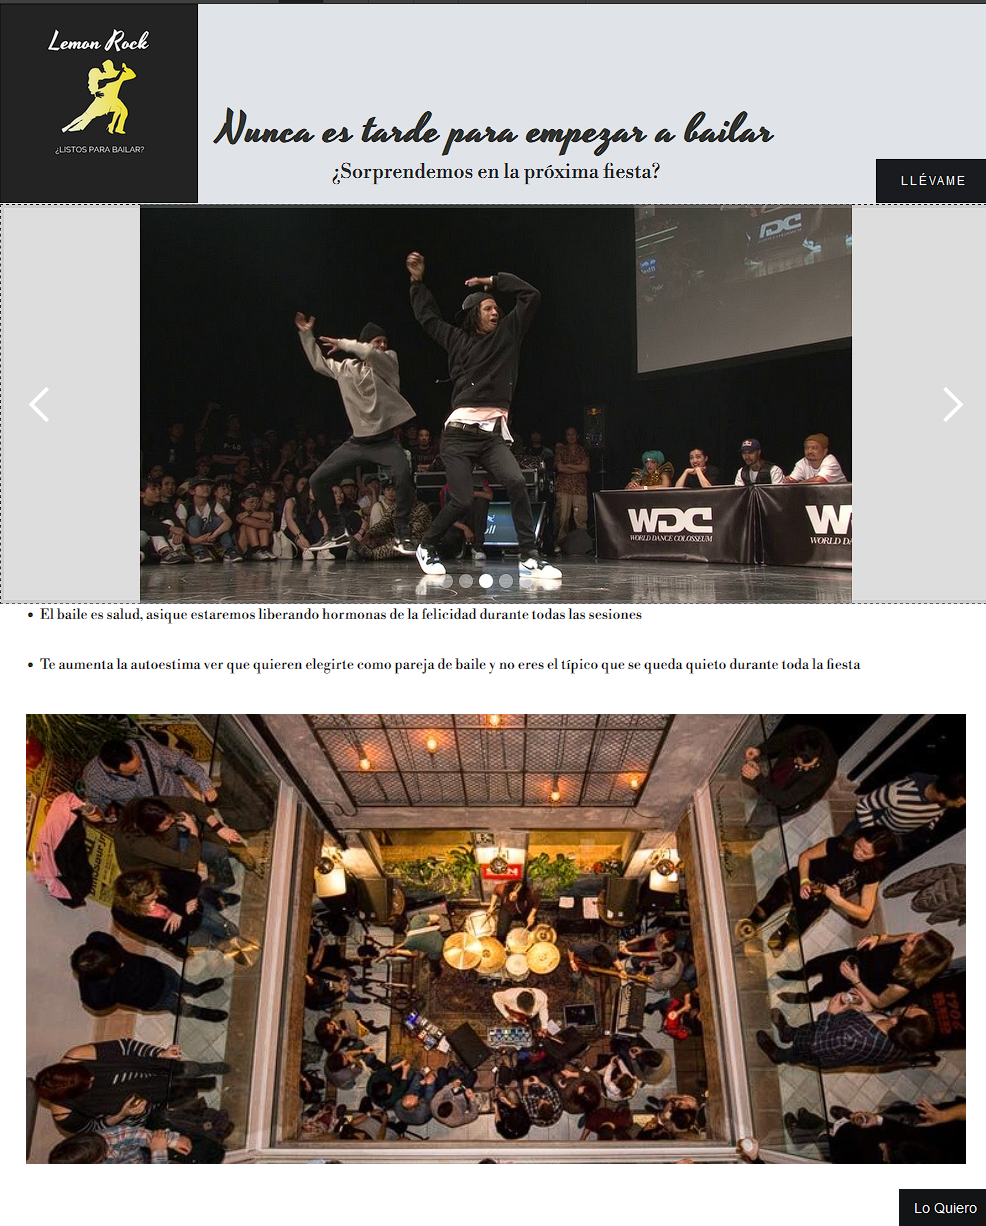 Lemon Rock
¿LISTOS PARA BAILAR?
Nunca es tarde para empezar a bailar
¿Sorprendemos en la próxima fiesta?
LLÉVAME
WDC
WORLD DANCE COLOSSEUM
• El baile es salud, asique estaremos liberando hormonas de la felicidad durante todas las sesiones
• Te aumenta la autoestima ver que quieren elegirte como pareja de baile y no eres el típico que se queda quieto durante toda la fiesta
Lo Quiero